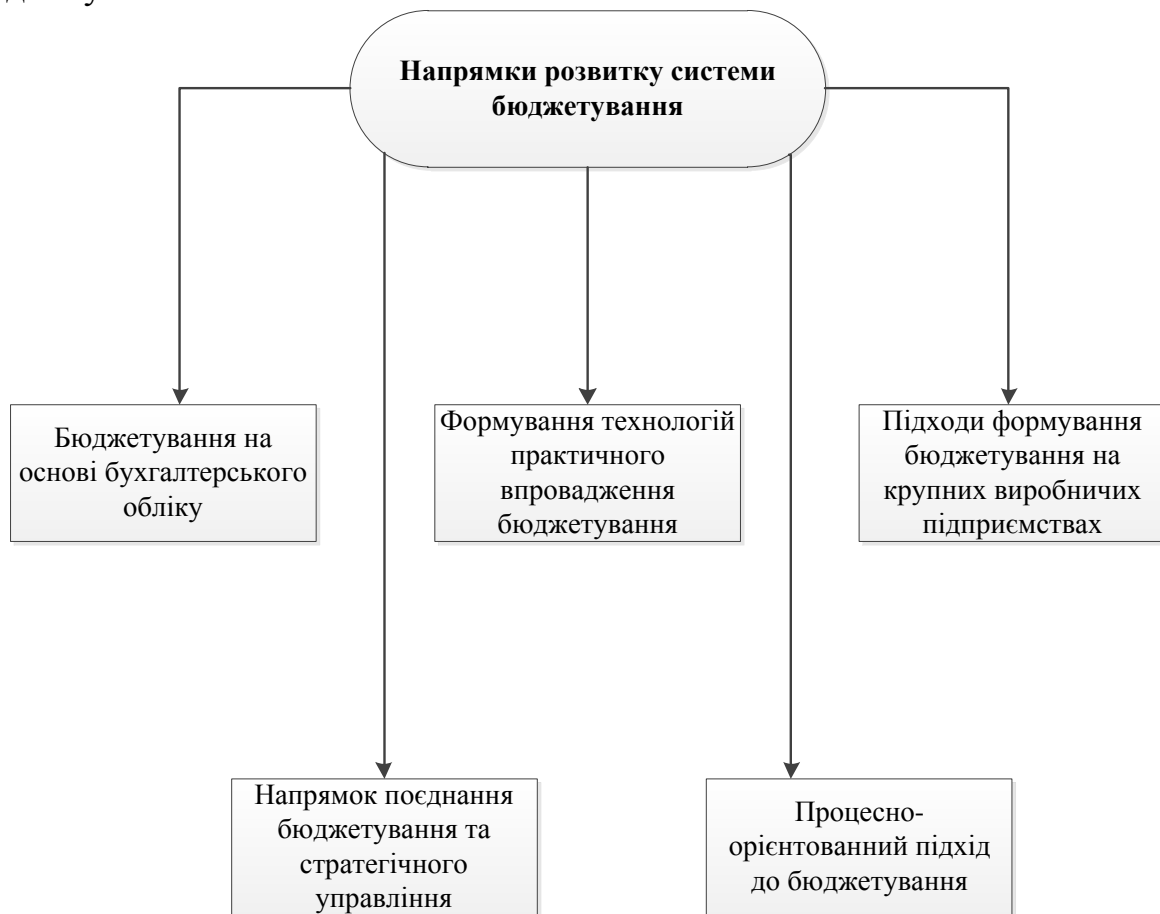 Напрямки розвитку системи
бюджетування
Бюджетування на
основі бухгалтерського
обліку
Формування технологій
практичного
впровадження
бюджетування
Підходи формування
бюджетування на
крупних виробничих
підприємствах
Напрямок поєднання
бюджетування та
стратегічного
управління
Процесно-
орієнтованний підхід
до бюджетування